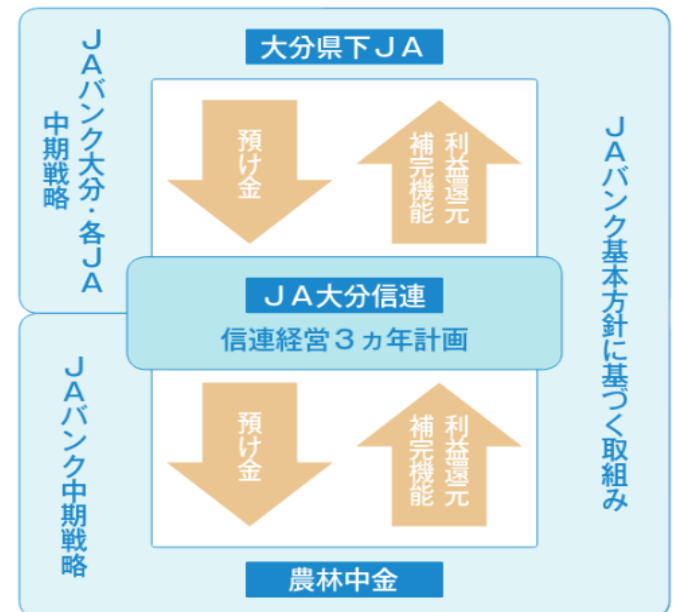 大分県下ＪＡ
ＪＡバンク大分・各ＪＡ
中期戦略
預け金
利益還元
補完機能
ＪＡバンク基本方針に基づく取組み
ＪＡ大分信連
信連経営３ヵ年計画
ＪＡバンク中期戦略
預け金
利益還元
補完機能
農林中金